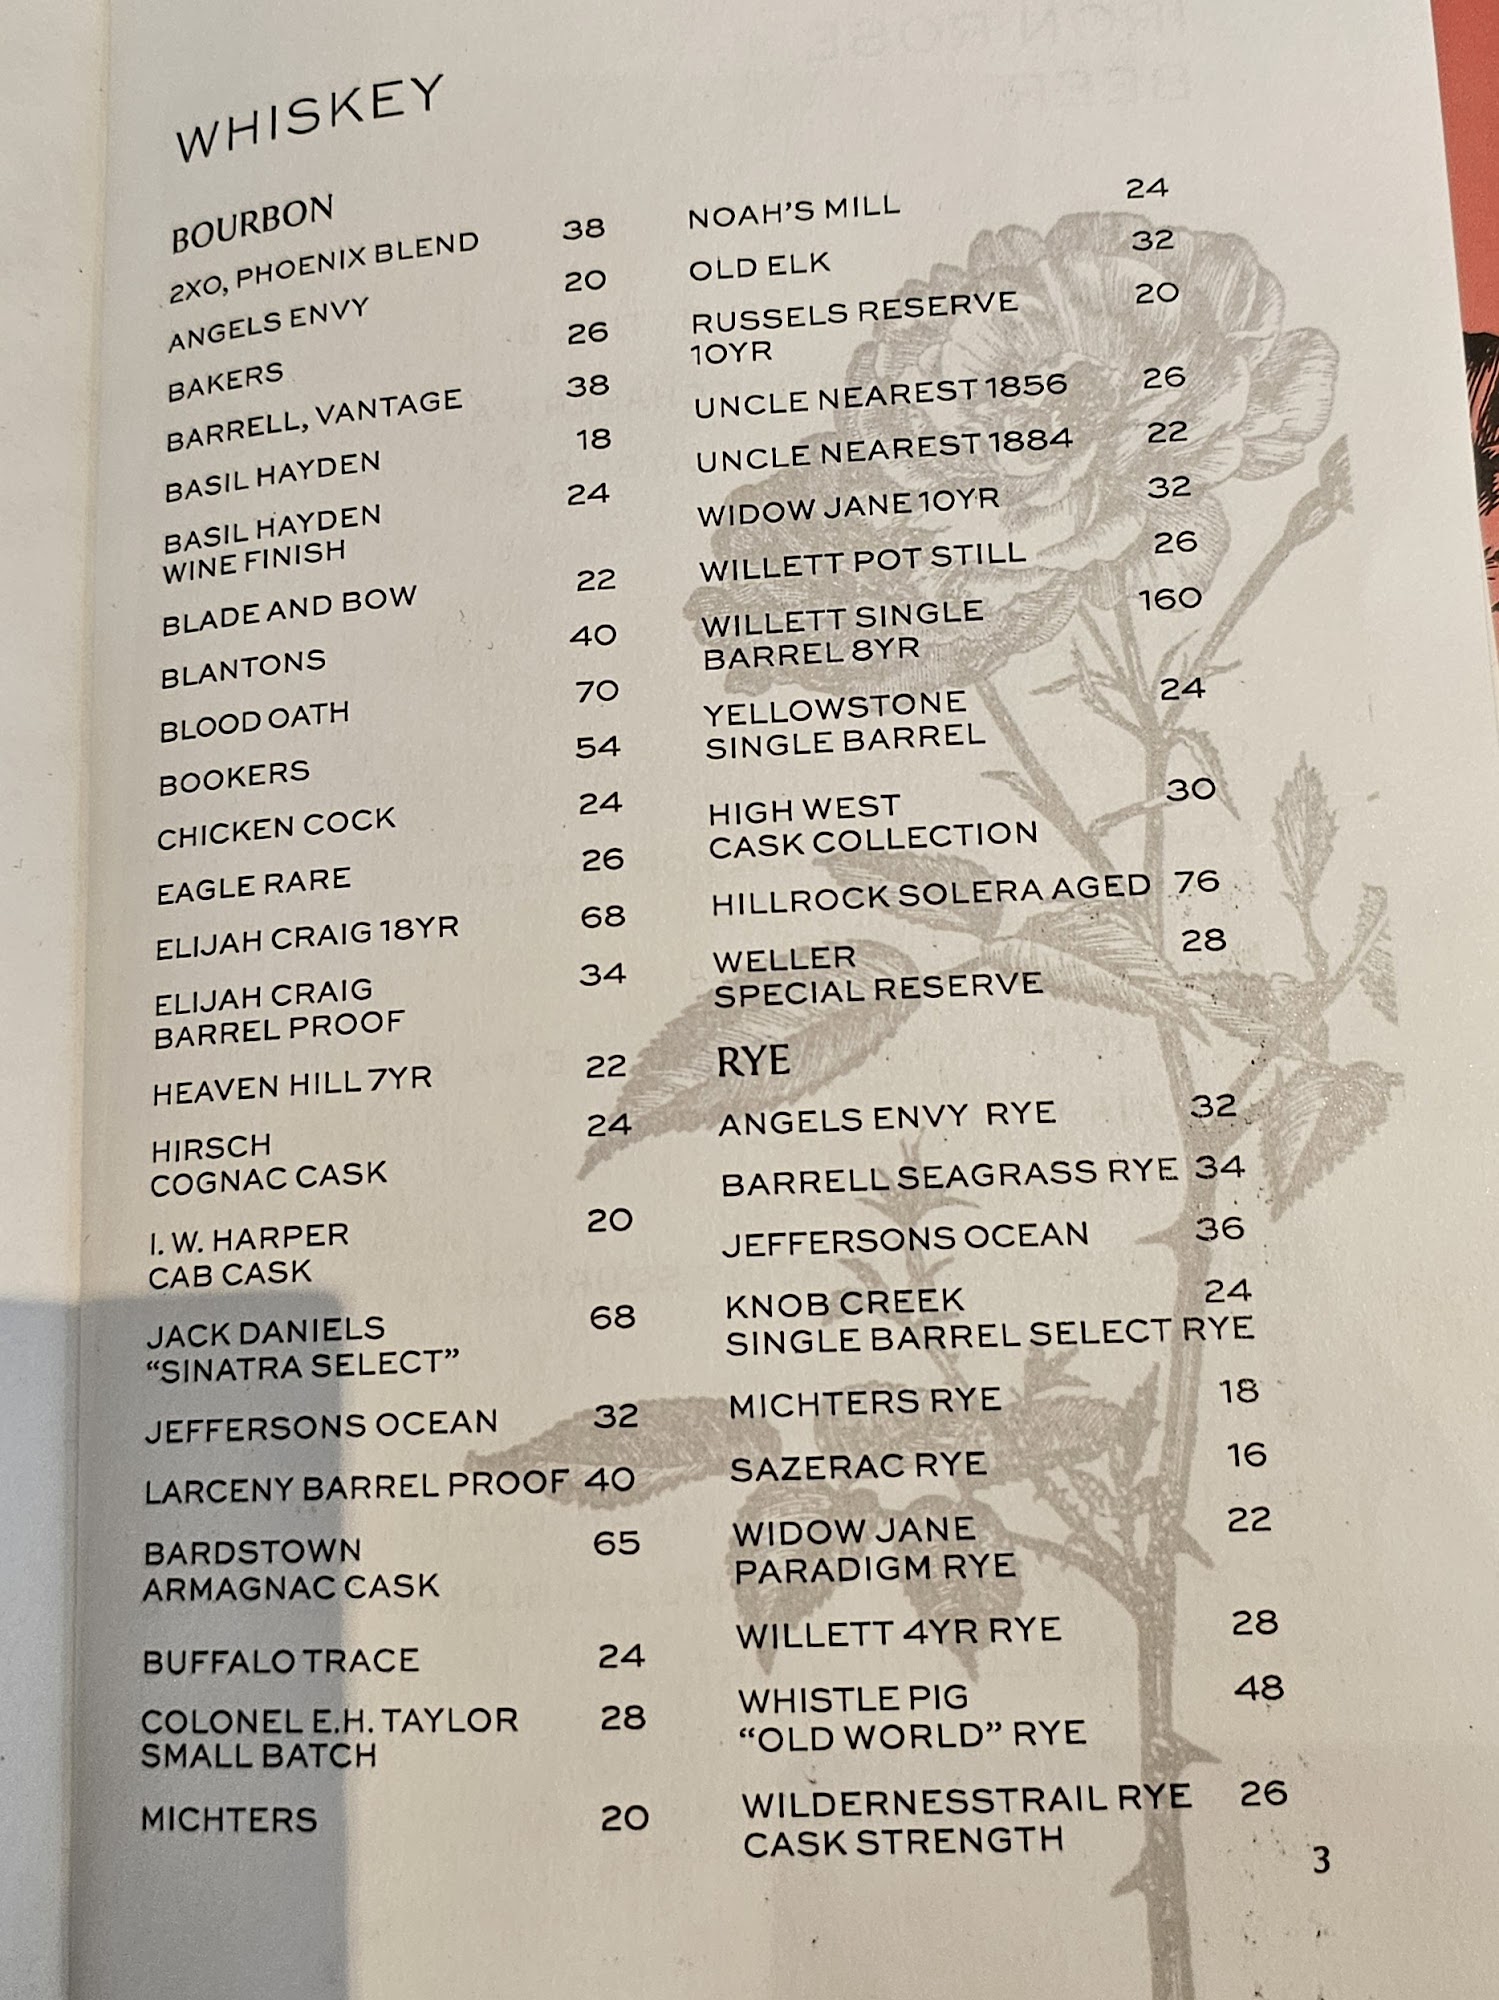 WHISKEY
BOURBON
2XO, PHOENIX BLEND 38
ANGELS ENVY 20
BAKERS 26
BARRELL, VANTAGE 38
BASIL HAYDEN 18
BASIL HAYDEN 24
WINE FINISH
BLADE AND BOW 22
BLANTONS 40
BLOOD OATH 70
BOOKERS 54
CHICKEN COCK 24
EAGLE RARE 26
ELIJAH CRAIG 18YR 68
ELIJAH CRAIG 34
BARREL PROOF
HEAVEN HILL 7YR 22
HIRSCH 24
COGNAC CASK
I. W. HARPER 20
CAB CASK
JACK DANIELS 68
“SINATRA SELECT”
JEFFERSONS OCEAN 32
LARCENY BARREL PROOF 40
BARDSTOWN 65
ARMAGNAC CASK
BUFFALO TRACE 24
COLONEL E.H. TAYLOR 28
SMALL BATCH
MICHTERS 20
NOAH'S MILL 24
OLD ELK 32
RUSSELS RESERVE 20
10YR
UNCLE NEAREST 1856 26
UNCLE NEAREST 1884 22
WIDOW JANE 10YR 32
WILLETT POT STILL 26
WILLETT SINGLE 160
BARREL 8YR
YELLOWSTONE 24
SINGLE BARREL
HIGH WEST 30
CASK COLLECTION
HILLROCK SOLERA AGED 76
WELLER 28
SPECIAL RESERVE
RYE
ANGELS ENVY RYE 32
BARRELL SEAGRASS RYE 34
JEFFERSONS OCEAN 36
KNOB CREEK 24
SINGLE BARREL SELECT RYE
MICHTERS RYE 18
SAZERAC RYE 16
WIDOW JANE 22
PARADIGM RYE
WILLETT 4YR RYE 28
WHISTLE PIG 48
“OLD WORLD” RYE
WILDERNESSTRAIL RYE 26
CASK STRENGTH
3